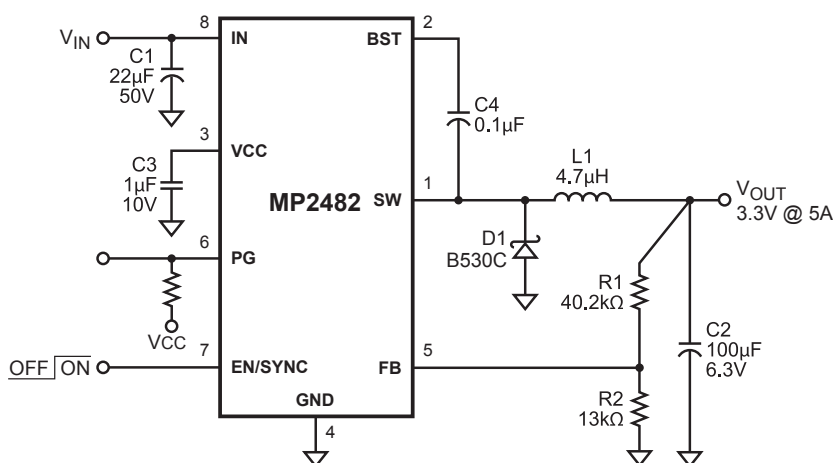 VIN
C1
22µF
50V
8
IN
BST
2
C4
0.1µF
3
VCC
C3
1µF
10V
MP2482
SW
1
L1
4.7µH
VOUT
3.3V @ 5A
D1
B530C
6
PG
VCC
R1
40.2kΩ
C2
100µF
6.3V
OFF ON
7
EN/SYNC
FB
5
R2
13kΩ
GND
4